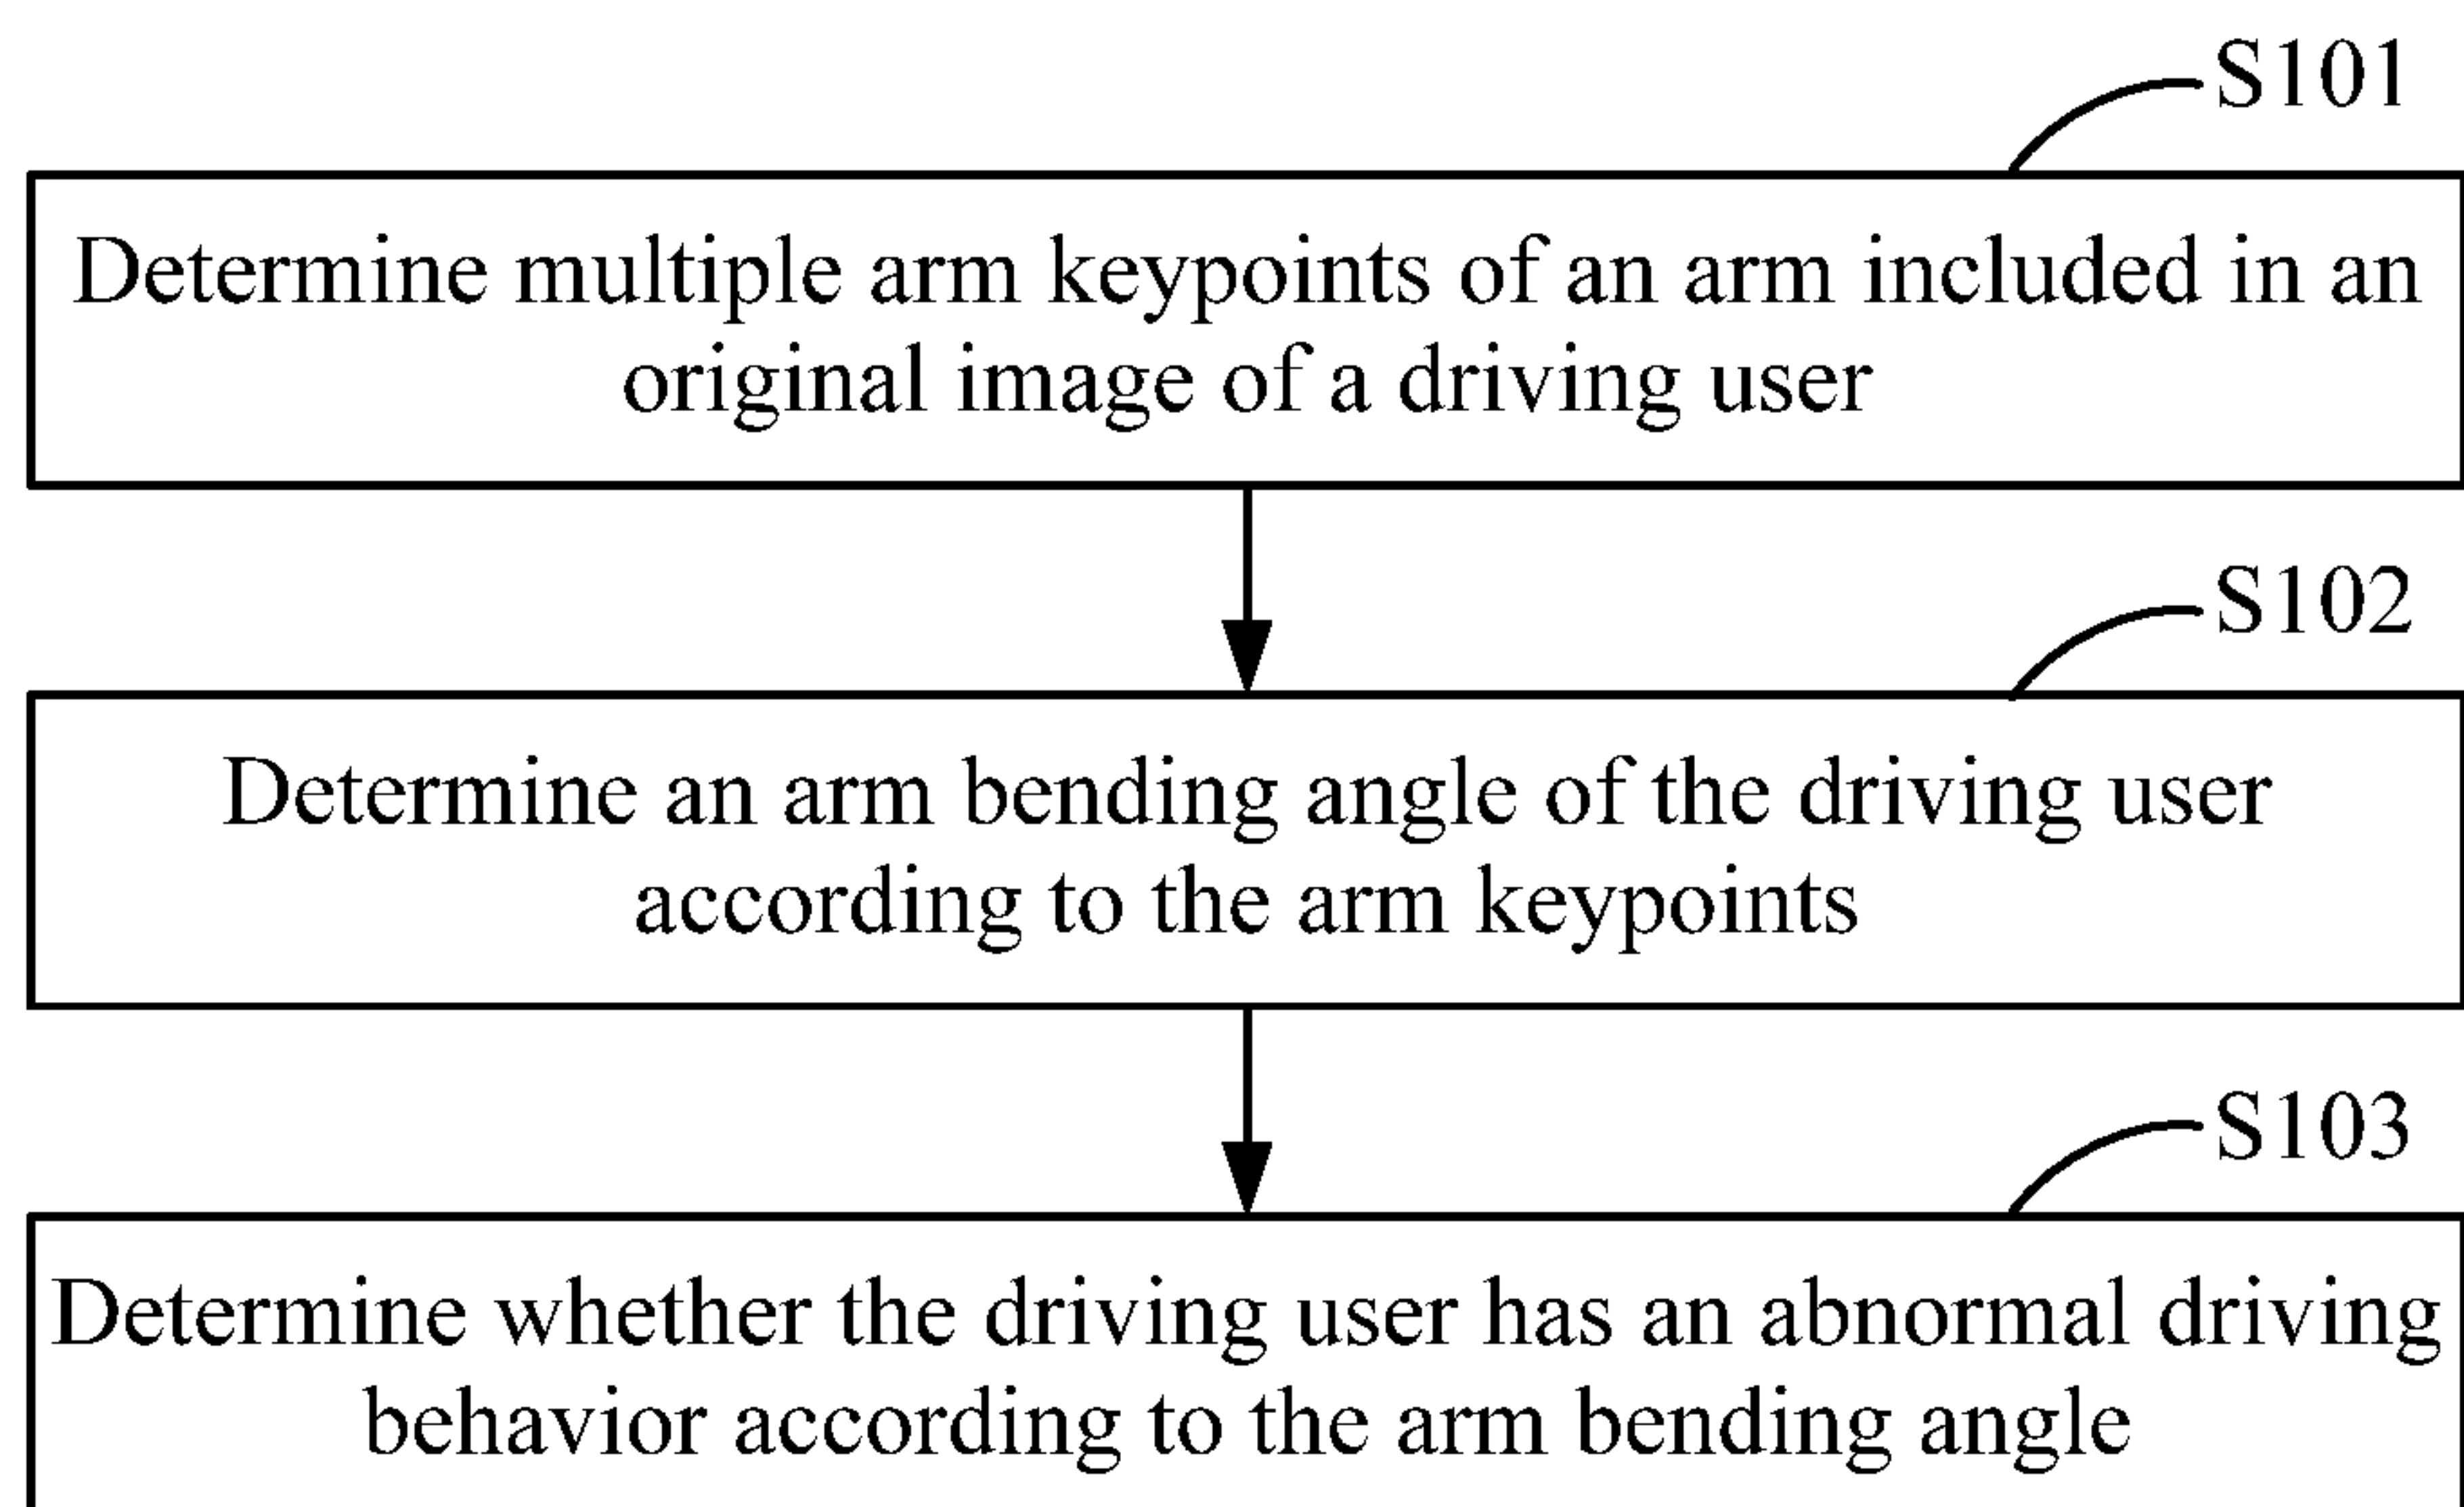 S101
Determine multiple arm keypoints of an arm included in an
original image of a driving user
S102
Determine an arm bending angle of the driving user
according to the arm keypoints
S103
Determine whether the driving user has an abnormal driving
behavior according to the arm bending angle